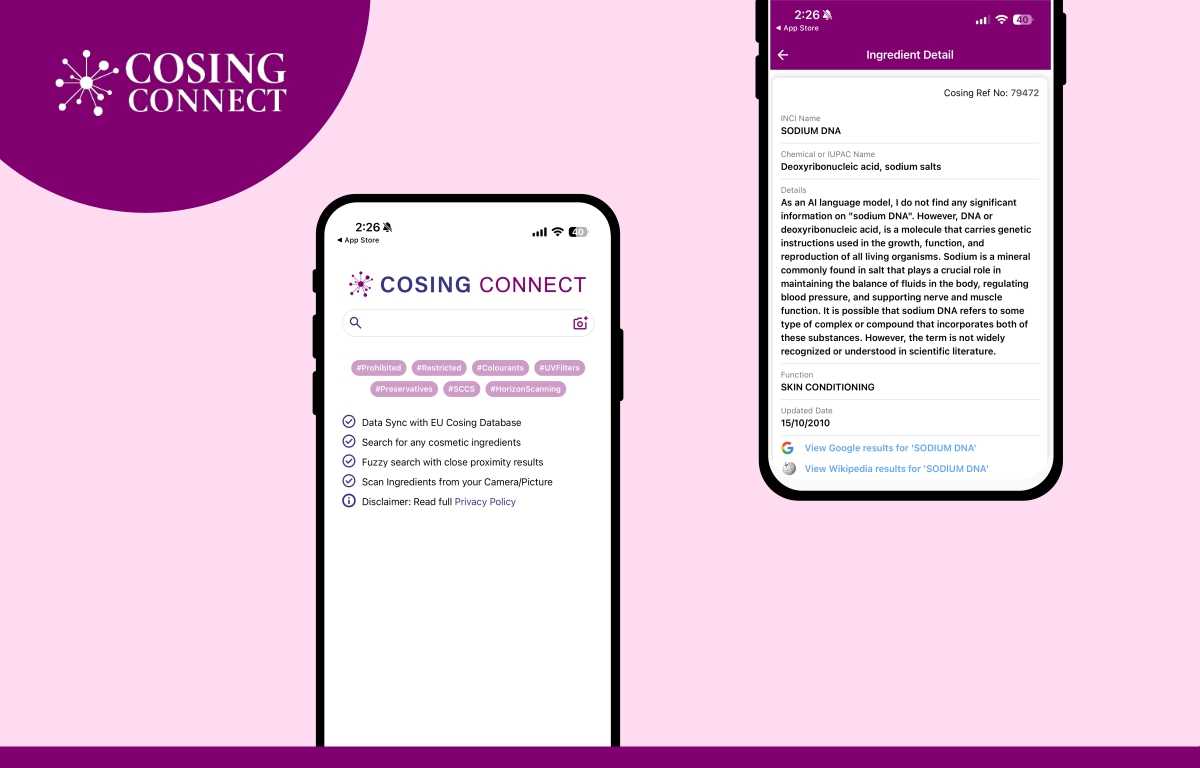 COSING
CONNECT
2:26
◀ App Store
40
COSING CONNECT
#Prohibited #Restricted #Colourants #UVFilters
#Preservatives #SCCS #HorizonScanning
Data Sync with EU Cosing Database
Search for any cosmetic ingredients
Fuzzy search with close proximity results
Scan Ingredients from your Camera/Picture
Disclaimer: Read full Privacy Policy
2:26
◀ App Store
40
Ingredient Detail
Cosing Ref No: 79472
INCI Name
SODIUM DNA
Chemical or IUPAC Name
Deoxyribonucleic acid, sodium salts
Details
As an AI language model, I do not find any significant
information on "sodium DNA". However, DNA or
deoxyribonucleic acid, is a molecule that carries genetic
instructions used in the growth, function, and
reproduction of all living organisms. Sodium is a mineral
commonly found in salt that plays a crucial role in
maintaining the balance of fluids in the body, regulating
blood pressure, and supporting nerve and muscle
function. It is possible that sodium DNA refers to some
type of complex or compound that incorporates both of
these substances. However, the term is not widely
recognized or understood in scientific literature.
Function
SKIN CONDITIONING
Updated Date
15/10/2010
View Google results for 'SODIUM DNA'
View Wikipedia results for 'SODIUM DNA'